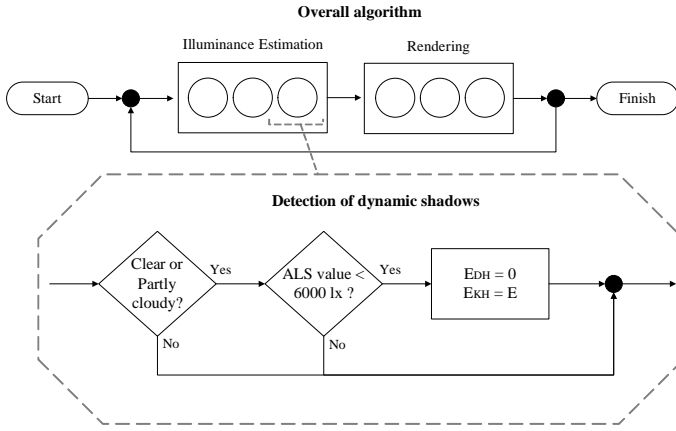 Overall algorithm
Illuminance Estimation
Rendering
Start
Finish
Detection of dynamic shadows
Clear or
Partly
cloudy?
Yes
No
ALS value <
6000 lx ?
Yes
No
EDH = 0
EKH = E